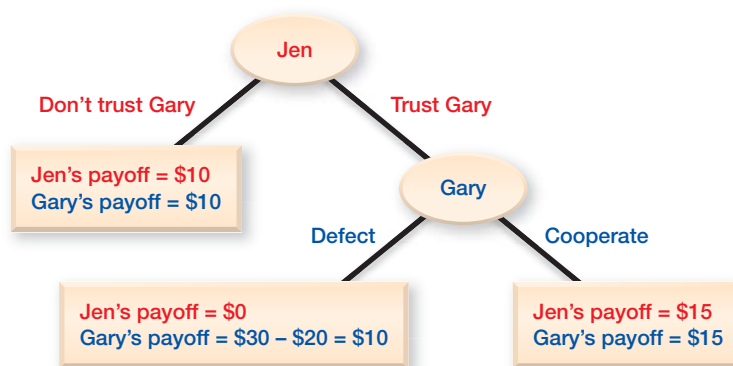 Jen
Don’t trust Gary
Trust Gary
Jen’s payoff = $10
Gary’s payoff = $10
Gary
Defect
Cooperate
Jen’s payoff = $0
Gary’s payoff = $30 – $20 = $10
Jen’s payoff = $15
Gary’s payoff = $15